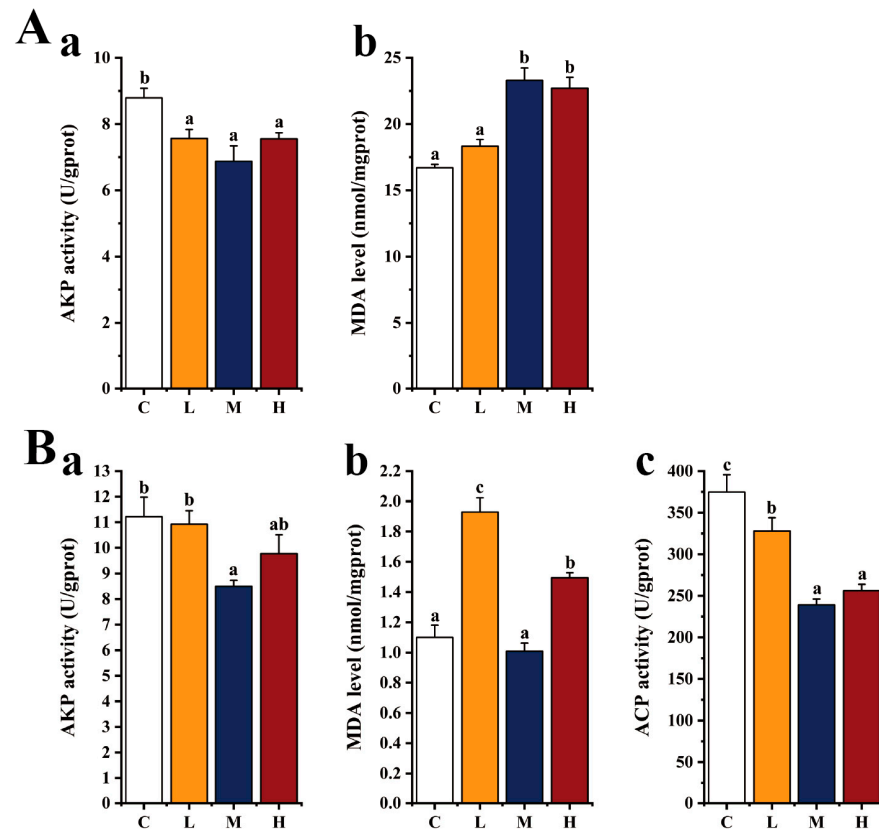 A
a
AKP activity (U/gprot)
10
8
6
4
2
0
b
a
a
a
C L M H
b
MDA level (nmol/mgprot)
25
20
15
10
5
0
a
a
b
b
C L M H
B
a
AKP activity (U/gprot)
13
12
11
10
9
8
7
6
5
4
3
2
1
0
b
b
a
ab
C L M H
b
MDA level (nmol/mgprot)
2.2
2.0
1.8
1.6
1.4
1.2
1.0
0.8
0.6
0.4
0.2
0.0
a
c
a
b
C L M H
c
ACP activity (U/gprot)
400
350
300
250
200
150
100
50
0
c
b
a
a
C L M H